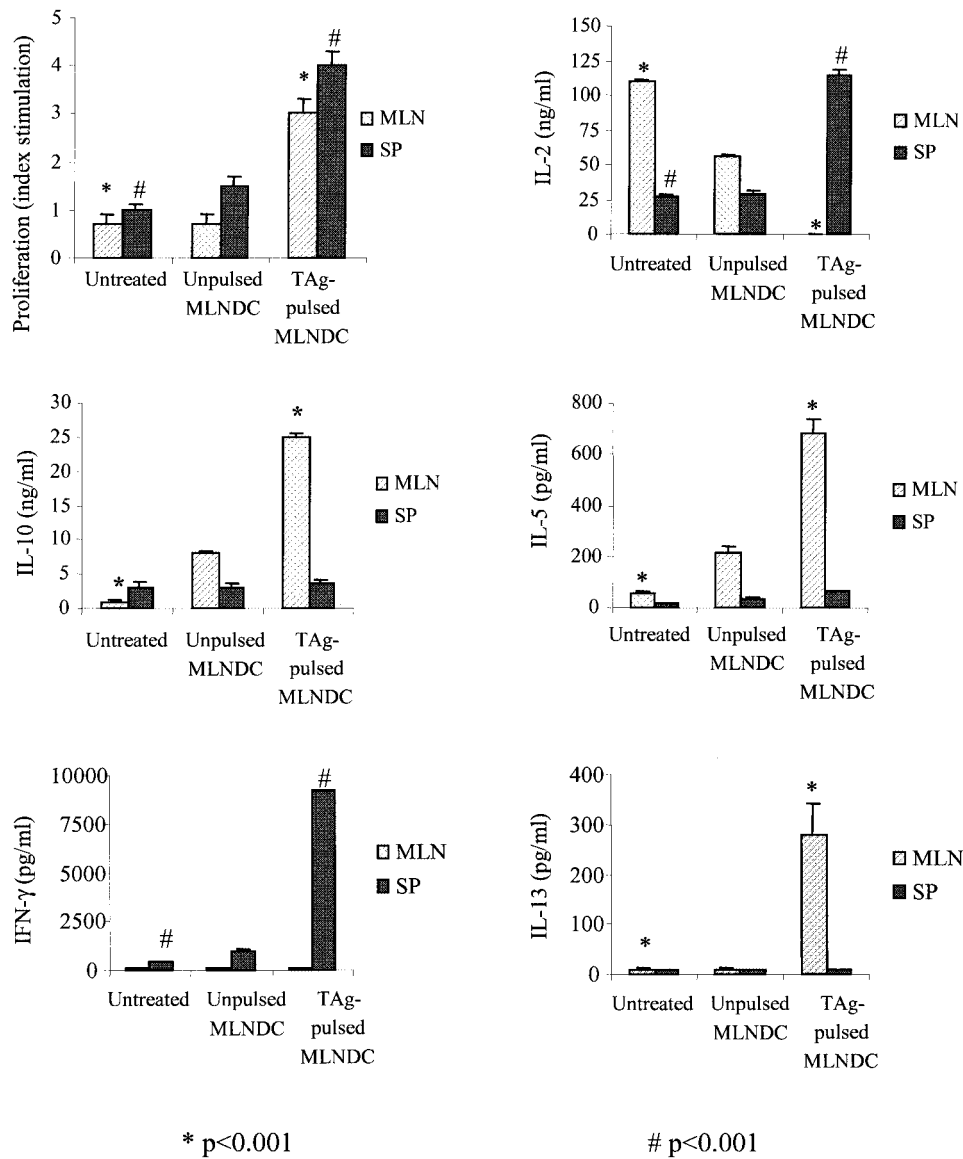 Proliferation (index stimulation)
5
4
3
2
1
0
*
#
*
#
Untreated
Unpulsed
MLNDC
TAg-
pulsed
MLNDC
MLN
SP
IL-2 (ng/ml)
150
125
100
75
50
25
0
*
#
*
#
Untreated
Unpulsed
MLNDC
TAg-
pulsed
MLNDC
MLN
SP
IL-10 (ng/ml)
30
25
20
15
10
5
0
*
*
Untreated
Unpulsed
MLNDC
TAg-
pulsed
MLNDC
MLN
SP
IL-5 (pg/ml)
800
600
400
200
0
*
*
Untreated
Unpulsed
MLNDC
TAg-
pulsed
MLNDC
MLN
SP
IFN-γ (pg/ml)
10000
7500
5000
2500
0
#
#
Untreated
Unpulsed
MLNDC
TAg-
pulsed
MLNDC
MLN
SP
IL-13 (pg/ml)
400
300
200
100
0
*
*
Untreated
Unpulsed
MLNDC
TAg-
pulsed
MLNDC
MLN
SP
* p<0.001
# p<0.001